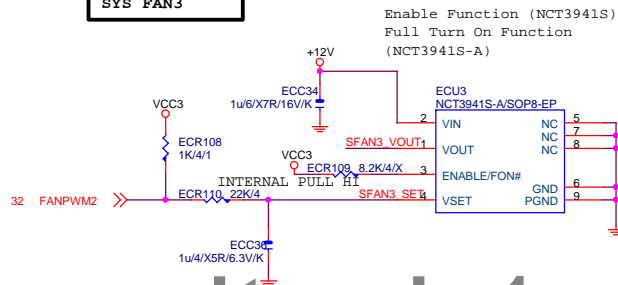 SYS FAN3
Enable Function (NCT3941S)
Full Turn On Function
(NCT3941S-A)
+12V
ECC34
1u/6/X7R/16V/K
ECU3
NCT3941S-A/SOP8-EP
VCC3
ECR108
1K/4/1
2 VIN NC 5
NC 7
SFAN3_VOUT 1 VOUT NC 8
VCC3
ECR109 8.2K/4/X 3 ENABLE/FON#
INTERNAL PULL HI
GND 6
32 FANPWM2 ECR110 22K/4 SFAN3_SET 4 VSET PGND 9
ECC36
1u/4/X5R/6.3V/K